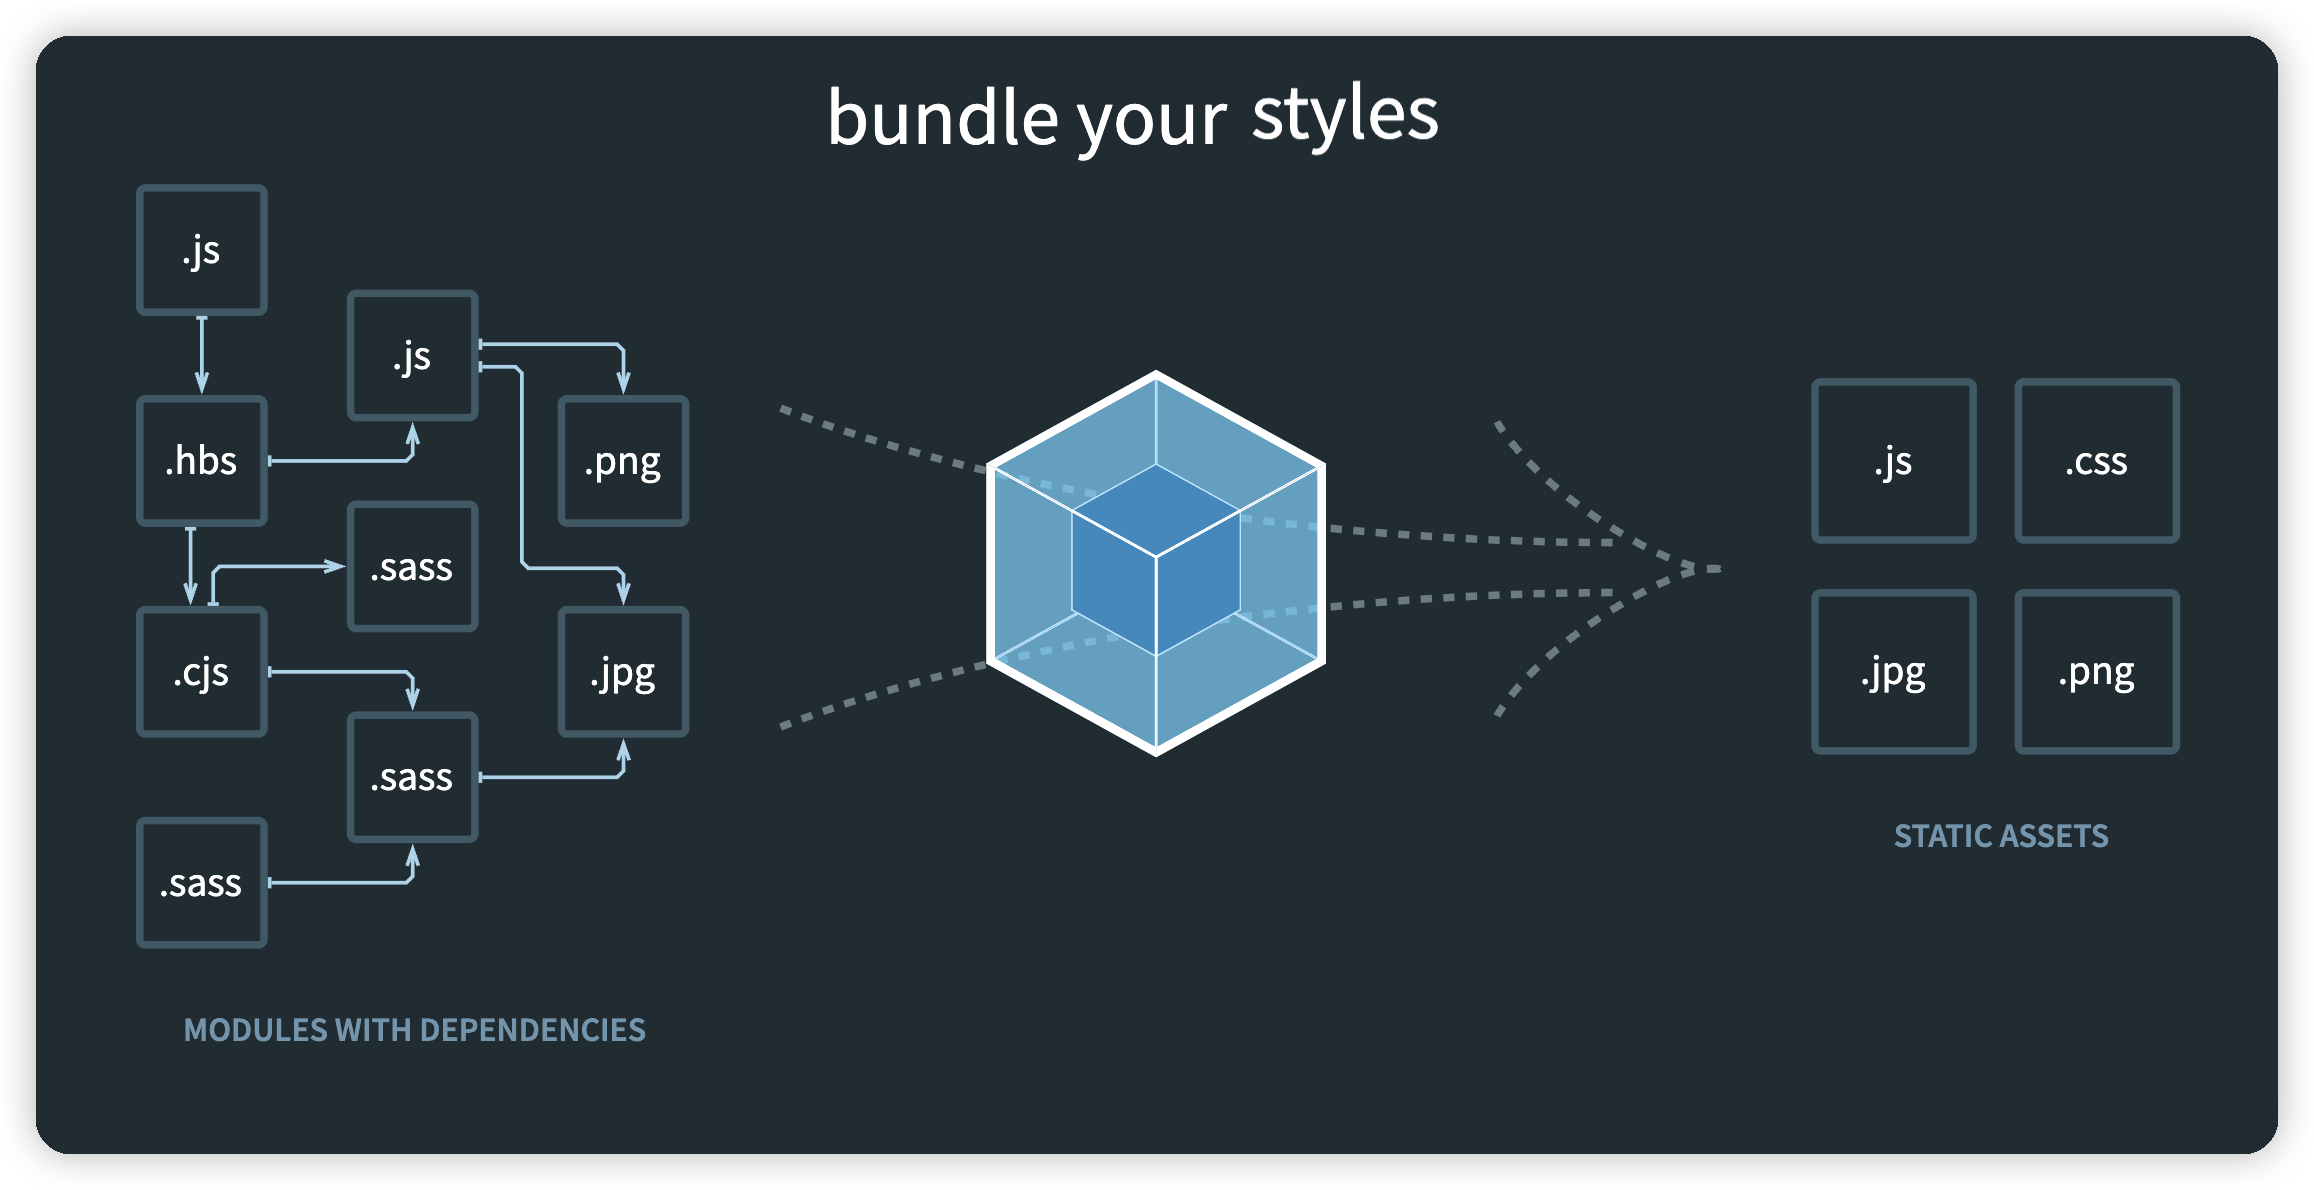 bundle your styles
.js
.js
.hbs
.png
.sass
.cjs
.jpg
.sass
.sass
MODULES WITH DEPENDENCIES
.js
.css
.jpg
.png
STATIC ASSETS